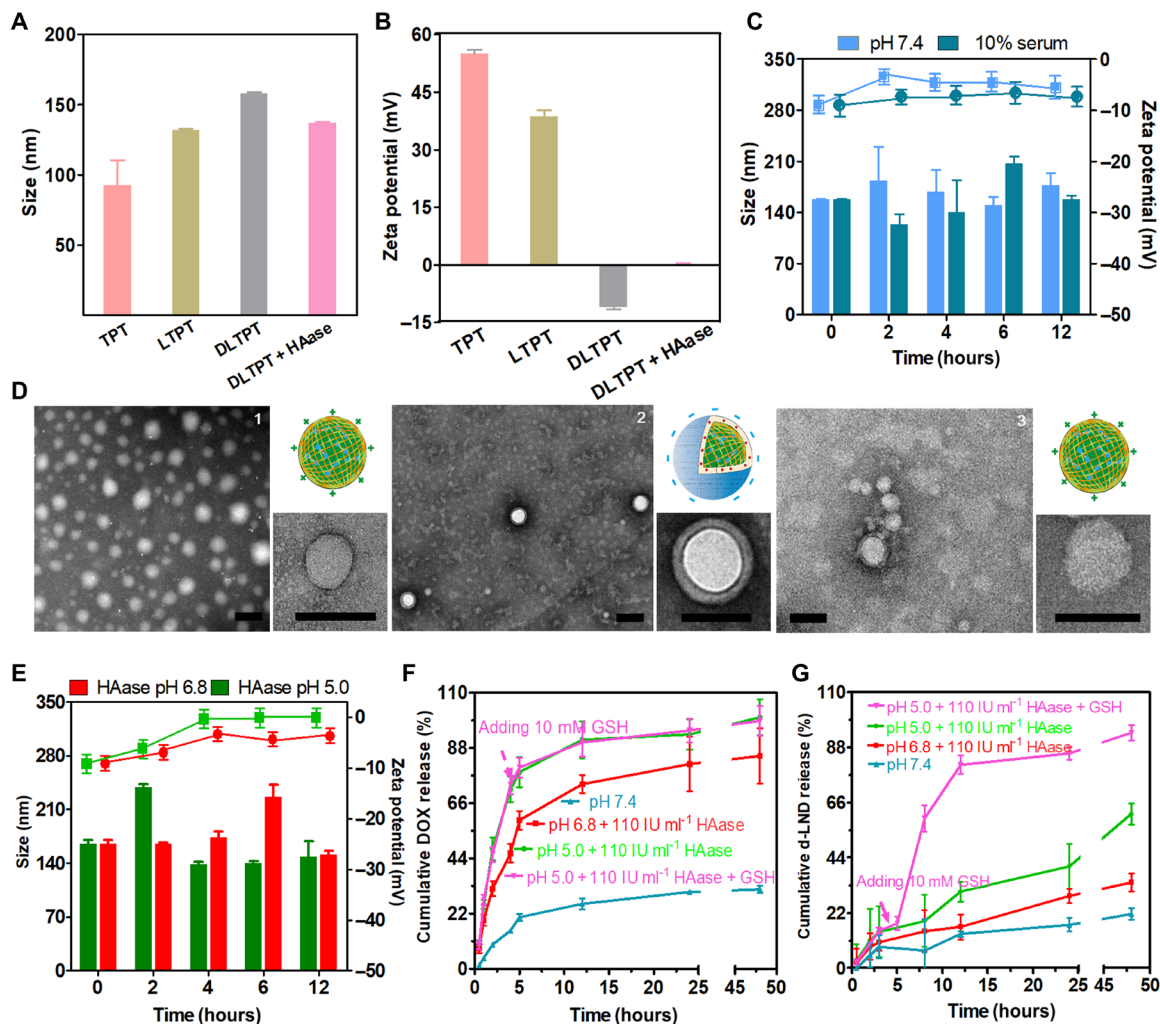 A
Size (nm)
200
150
100
50
TPT
LTPT
DLTPT
DLTPT + HAase
B
Zeta potential (mV)
60
45
30
15
0
–15
TPT
LTPT
DLTPT
DLTPT + HAase
C
pH 7.4
10% serum
Size (nm)
350
280
210
140
70
0
0
–10
–20
–30
–40
–50
Zeta potential (mV)
0 2 4 6 12
Time (hours)
D
1
2
3
E
HAase pH 6.8
HAase pH 5.0
Size (nm)
350
280
210
140
70
0
0
–10
–20
–30
–40
–50
Zeta potential (mV)
0 2 4 6 12
Time (hours)
F
Cumulative DOX release (%)
110
88
66
44
22
0
Adding 10 mM GSH
pH 7.4
pH 6.8 + 110 IU ml⁻¹ HAase
pH 5.0 + 110 IU ml⁻¹ HAase
pH 5.0 + 110 IU ml⁻¹ HAase + GSH
0 5 10 15 20 25 45 50
Time (hours)
G
Cumulative d-LND release (%)
110
88
66
44
22
0
pH 5.0 + 110 IU ml⁻¹ HAase + GSH
pH 5.0 + 110 IU ml⁻¹ HAase
pH 6.8 + 110 IU ml⁻¹ HAase
pH 7.4
Adding 10 mM GSH
0 5 10 15 20 25 45 50
Time (hours)